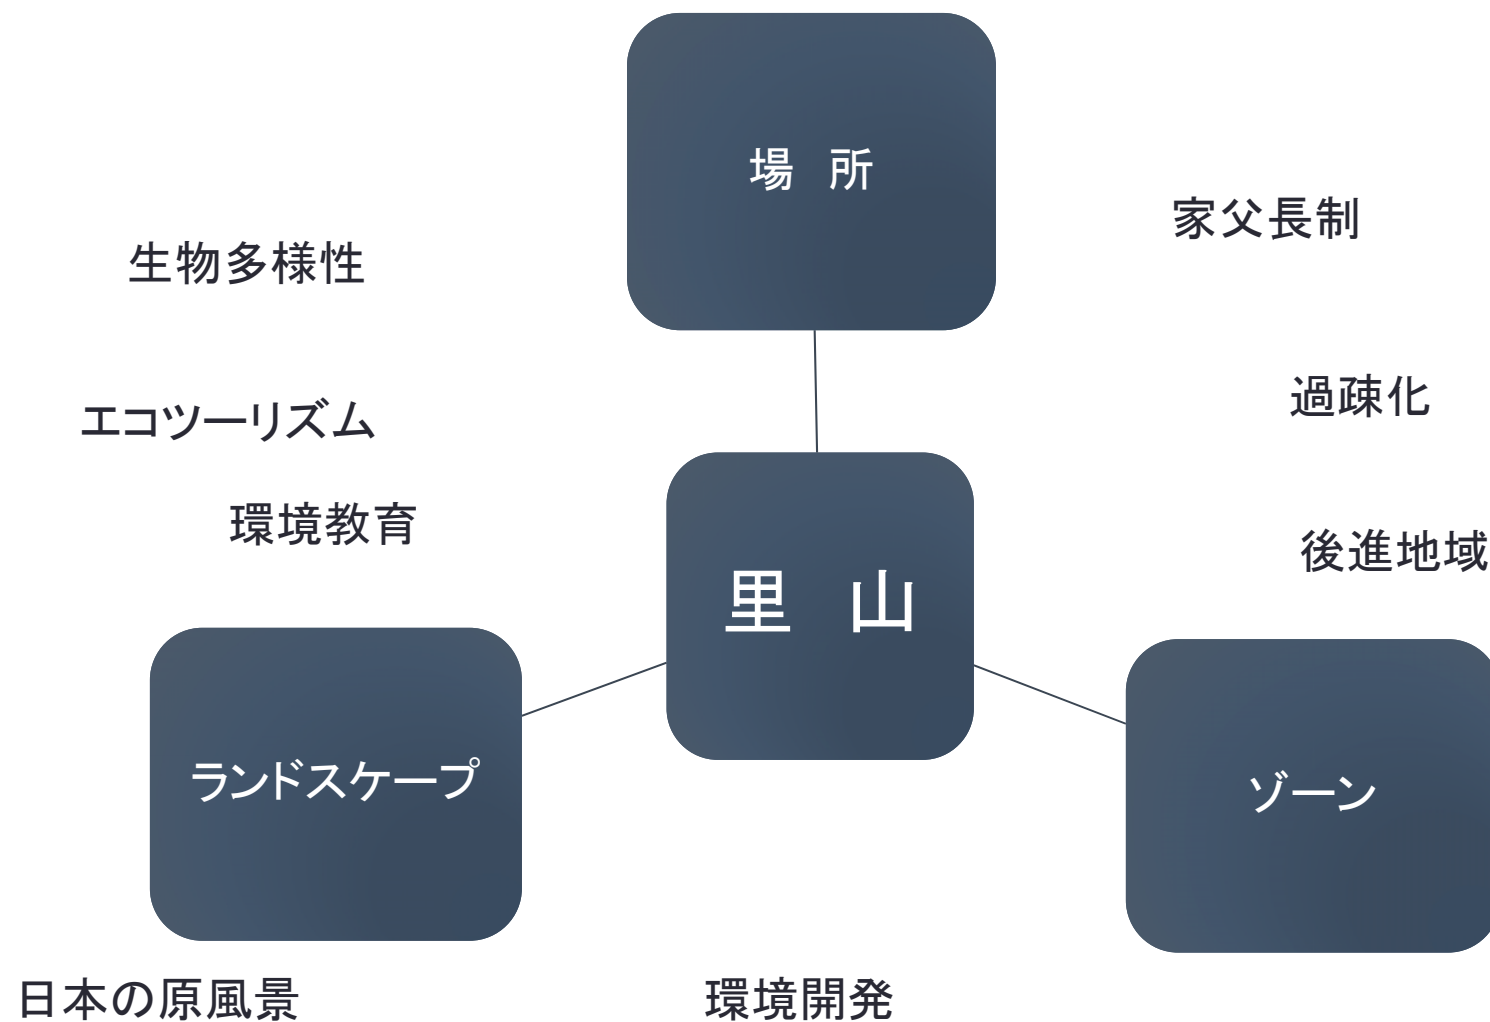 場　所
家父長制
生物多様性
過疎化
エコツーリズム
環境教育
後進地域
里　山
ランドスケープ
ゾーン
日本の原風景
環境開発